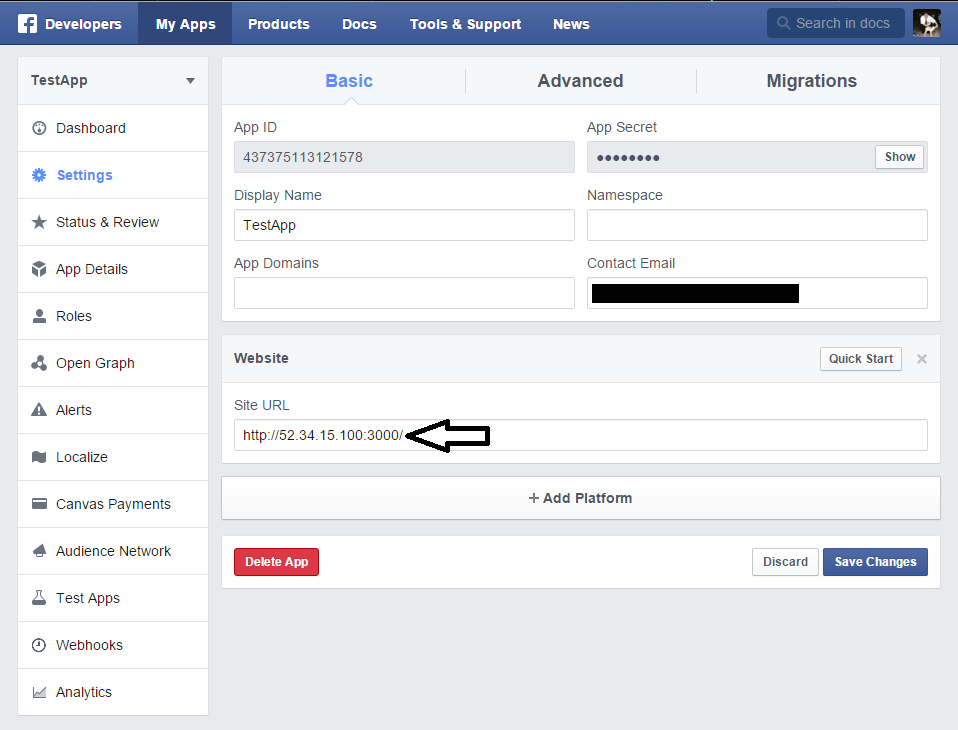 Developers My Apps Products Docs Tools & Support News Search in docs
TestApp
Dashboard
Settings
Status & Review
App Details
Roles
Open Graph
Alerts
Localize
Canvas Payments
Audience Network
Test Apps
Webhooks
Analytics
Basic Advanced Migrations
App ID App Secret
437375113121578 ●●●●●●●● Show
Display Name Namespace
TestApp
App Domains Contact Email
Website Quick Start ×
Site URL
http://52.34.15.100:3000/
+ Add Platform
Delete App Discard Save Changes